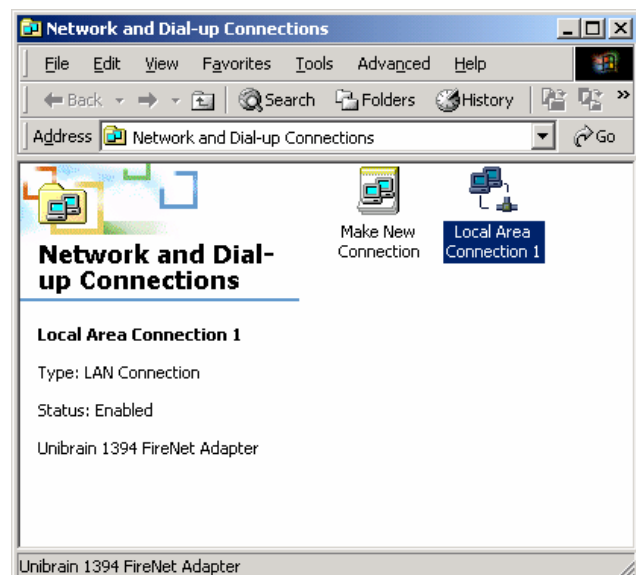 Network and Dial-up Connections
File Edit View Favorites Tools Advanced Help
Back Search Folders History »
Address Network and Dial-up Connections Go
Make New
Connection
Local Area
Connection 1
Network and Dial-
up Connections
Local Area Connection 1
Type: LAN Connection
Status: Enabled
Unibrain 1394 FireNet Adapter
Unibrain 1394 FireNet Adapter